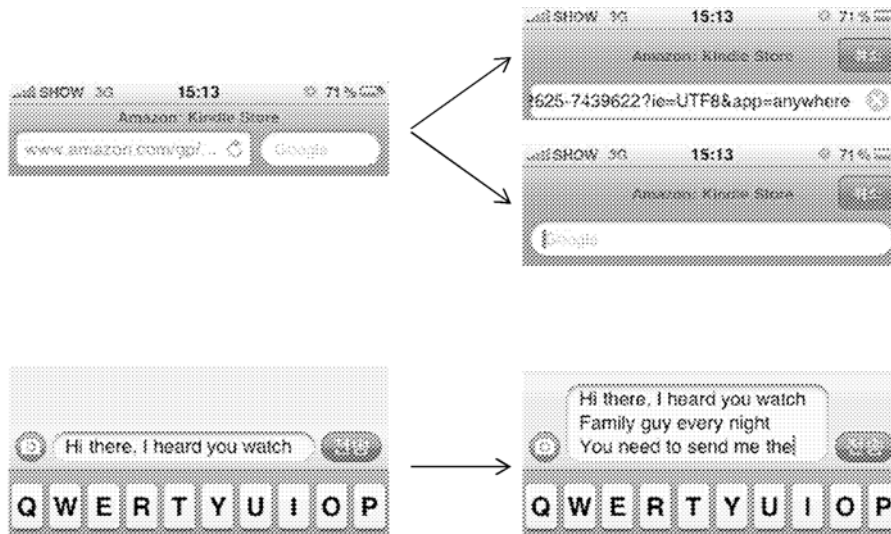 SHOW 3G 15:13 71%
Amazon: Kindle Store
www.amazon.com/gp/... Google
SHOW 3G 15:13 71%
Amazon: Kindle Store
2625-7439622?ie=UTF8&app=anywhere
SHOW 3G 15:13 71%
Amazon: Kindle Store
Google
Hi there, I heard you watch
Q W E R T Y U I O P
Hi there, I heard you watch
Family guy every night
You need to send me the
Q W E R T Y U I O P